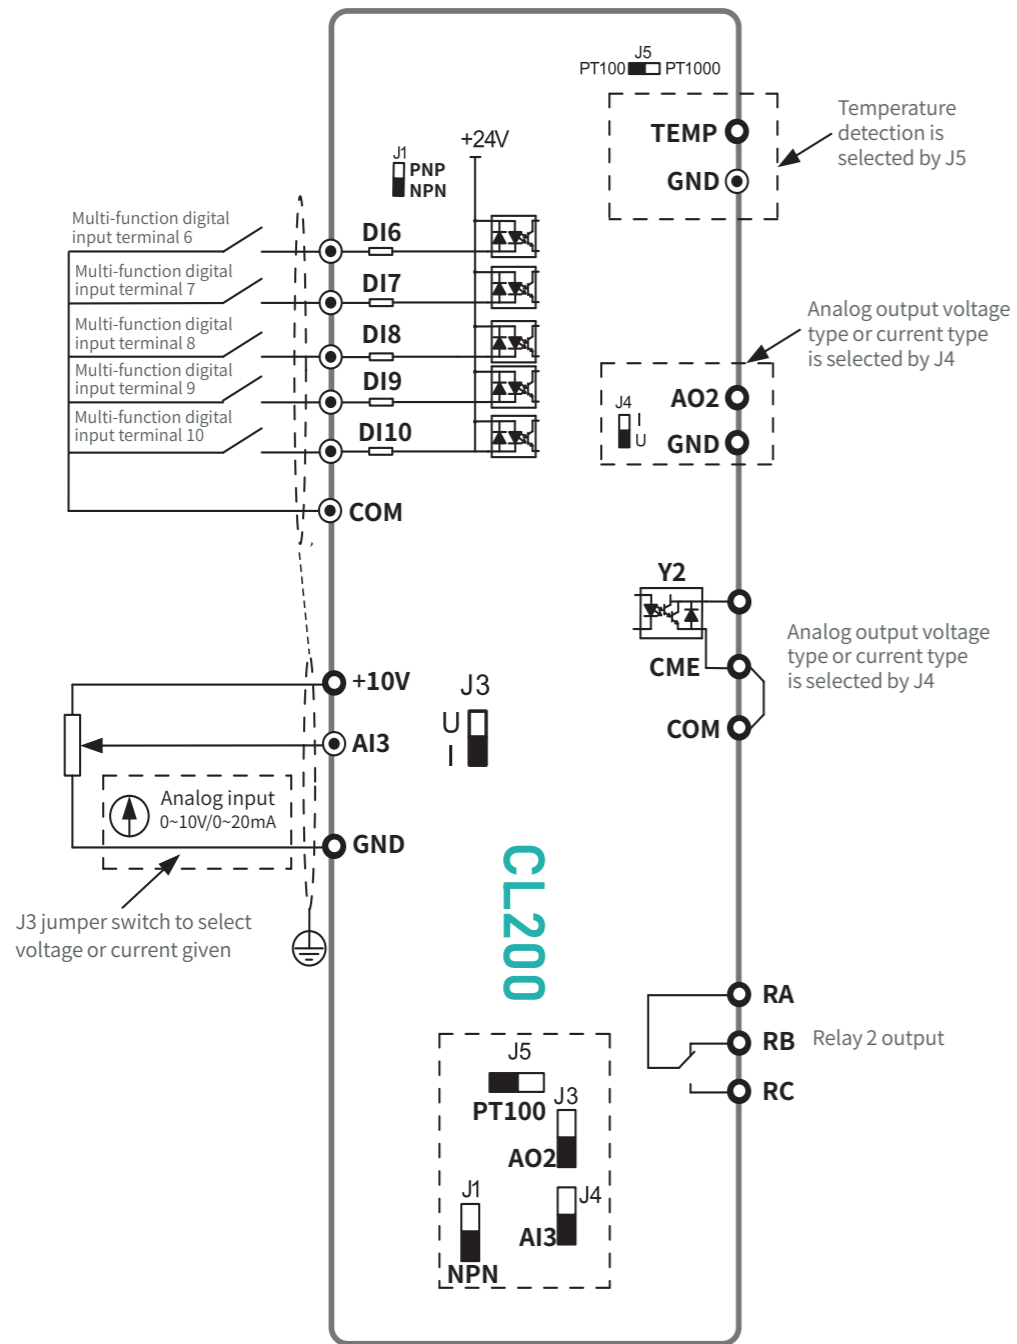 J5
PT100 PT1000
TEMP
GND
Temperature
detection is
selected by J5
+24V
J1
PNP
NPN
Multi-function digital
input terminal 6
DI6
Multi-function digital
input terminal 7
DI7
Multi-function digital
input terminal 8
DI8
Multi-function digital
input terminal 9
DI9
Multi-function digital
input terminal 10
DI10
COM
Analog output voltage
type or current type
is selected by J4
J4
I
U
AO2
GND
Y2
CME
COM
Analog output voltage
type or current type
is selected by J4
+10V
J3
U
I
AI3
Analog input
0~10V/0~20mA
GND
J3 jumper switch to select
voltage or current given
CL200
RA
RB
Relay 2 output
RC
J5
PT100
J3
AO2
J1
NPN
J4
AI3